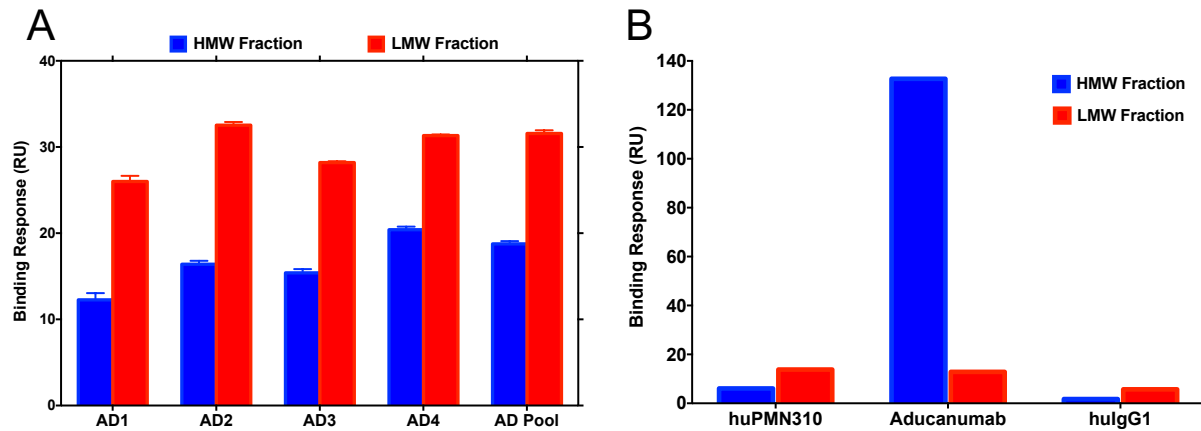 A
HMW Fraction LMW Fraction
Binding Response (RU)
40
30
20
10
0
AD1 AD2 AD3 AD4 AD Pool
B
HMW Fraction
LMW Fraction
Binding Response (RU)
140
120
100
80
60
40
20
0
huPMN310 Aducanumab huIgG1